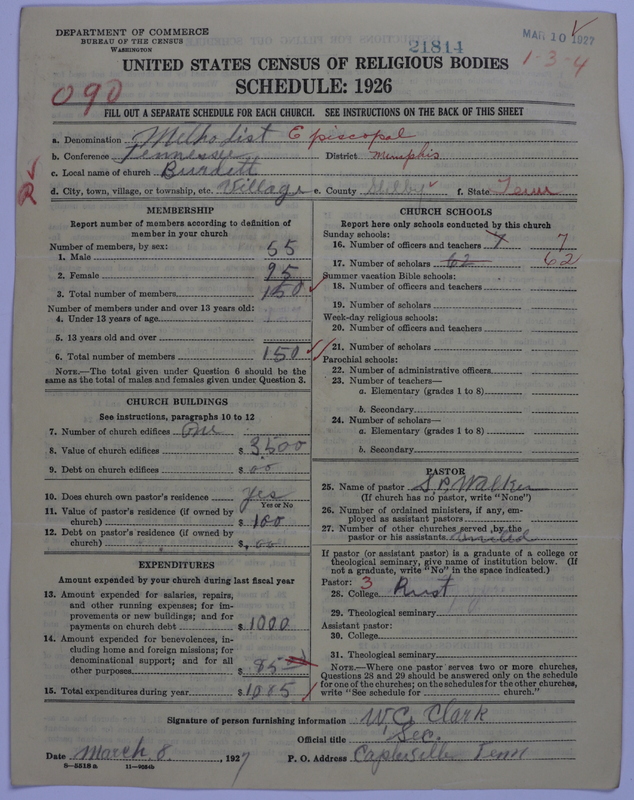 DEPARTMENT OF COMMERCE
BUREAU OF THE CENSUS
WASHINGTON
21814
MAR 10 1927
1-3-4
UNITED STATES CENSUS OF RELIGIOUS BODIES
SCHEDULE: 1926
090
FILL OUT A SEPARATE SCHEDULE FOR EACH CHURCH. SEE INSTRUCTIONS ON THE BACK OF THIS SHEET
a. Denomination Methodist Episcopal
b. Conference Tennessee District Memphis
c. Local name of church Burdett
R
d. City, town, village, or township, etc. Village e. County Shelby f. State Tenn
MEMBERSHIP
Report number of members according to definition of
member in your church
Number of members, by sex:
1. Male 55
2. Female 95
3. Total number of members 150
Number of members under and over 13 years old:
4. Under 13 years of age
5. 13 years old and over
6. Total number of members 150
NOTE.—The total given under Question 6 should be
same as the total of males and females given under Question 3.
CHURCH BUILDINGS
See instructions, paragraphs 10 to 12
7. Number of church edifices One
8. Value of church edifices $ 3500
9. Debt on church edifices $ 00
10. Does church own pastor's residence yes
Yes or No
11. Value of pastor's residence (if owned by
church) $ 100
12. Debt on pastor's residence (if owned by
church) $ 00
EXPENDITURES
Amount expended by your church during last fiscal year
13. Amount expended for salaries, repairs,
and other running expenses; for im-
provements or new buildings; and for
payments on church debt $ 1000
14. Amount expended for benevolences, in-
cluding home and foreign missions; for
denominational support; and for all
other purposes $ 85
15. Total expenditures during year $ 1085
CHURCH SCHOOLS
Report here only schools conducted by this church
Sunday schools:
16. Number of officers and teachers 7 7
17. Number of scholars 62 62
Summer vacation Bible schools:
18. Number of officers and teachers
19. Number of scholars
Week-day religious schools:
20. Number of officers and teachers
21. Number of scholars
Parochial schools:
22. Number of administrative officers
23. Number of teachers—
a. Elementary (grades 1 to 8)
b. Secondary
24. Number of scholars—
a. Elementary (grades 1 to 8)
b. Secondary
PASTOR
25. Name of pastor S. P. Walker
(If church has no pastor, write "None")
26. Number of ordained ministers, if any, em-
ployed as assistant pastors
27. Number of other churches served by the
pastor or his assistants
If pastor (or assistant pastor) is a graduate of a college or
theological seminary, give name of institution below. (If
not a graduate, write "No" in the space indicated.)
Pastor: 3
28. College Rust
29. Theological seminary
Assistant pastor:
30. College
31. Theological seminary
NOTE.—Where one pastor serves two or more churches,
Questions 28 and 29 should be answered only on the schedule
for one of the churches; on the schedules for the other churches,
write "See schedule for church."
Signature of person furnishing information W. C. Clark
Official title Sec.
Date March 8, 1927 P. O. Address Tenn
8—5518a 11—9564b